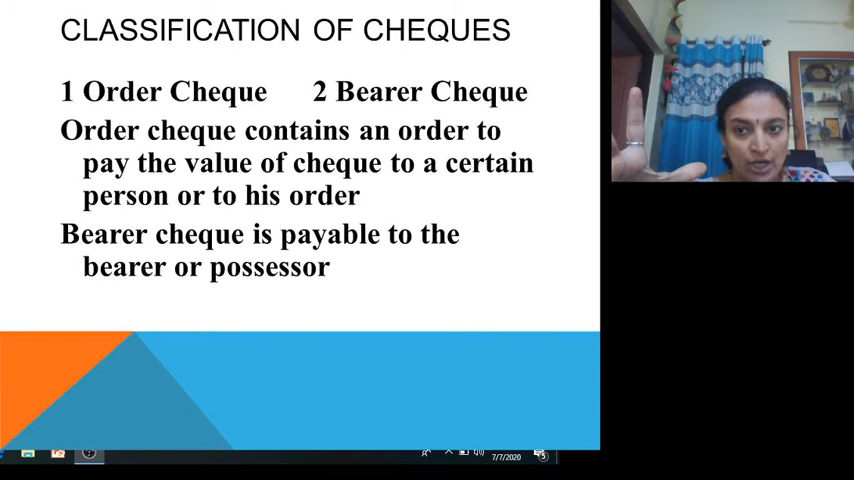 CLASSIFICATION OF CHEQUES
1 Order Cheque 2 Bearer Cheque
Order cheque contains an order to
pay the value of cheque to a certain
person or to his order
Bearer cheque is payable to the
bearer or possessor
7/7/2020